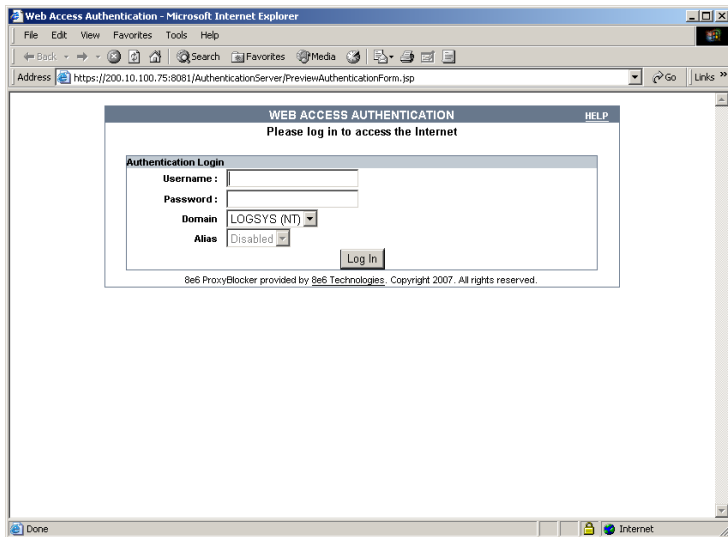 Web Access Authentication - Microsoft Internet Explorer
File Edit View Favorites Tools Help
Back Search Favorites Media
Address https://200.10.100.75:8081/AuthenticationServer/PreviewAuthenticationForm.jsp Go Links »
WEB ACCESS AUTHENTICATION HELP
Please log in to access the Internet
Authentication Login
Username :
Password :
Domain LOGSYS (NT)
Alias Disabled
Log In
8e6 ProxyBlocker provided by 8e6 Technologies. Copyright 2007. All rights reserved.
Done Internet